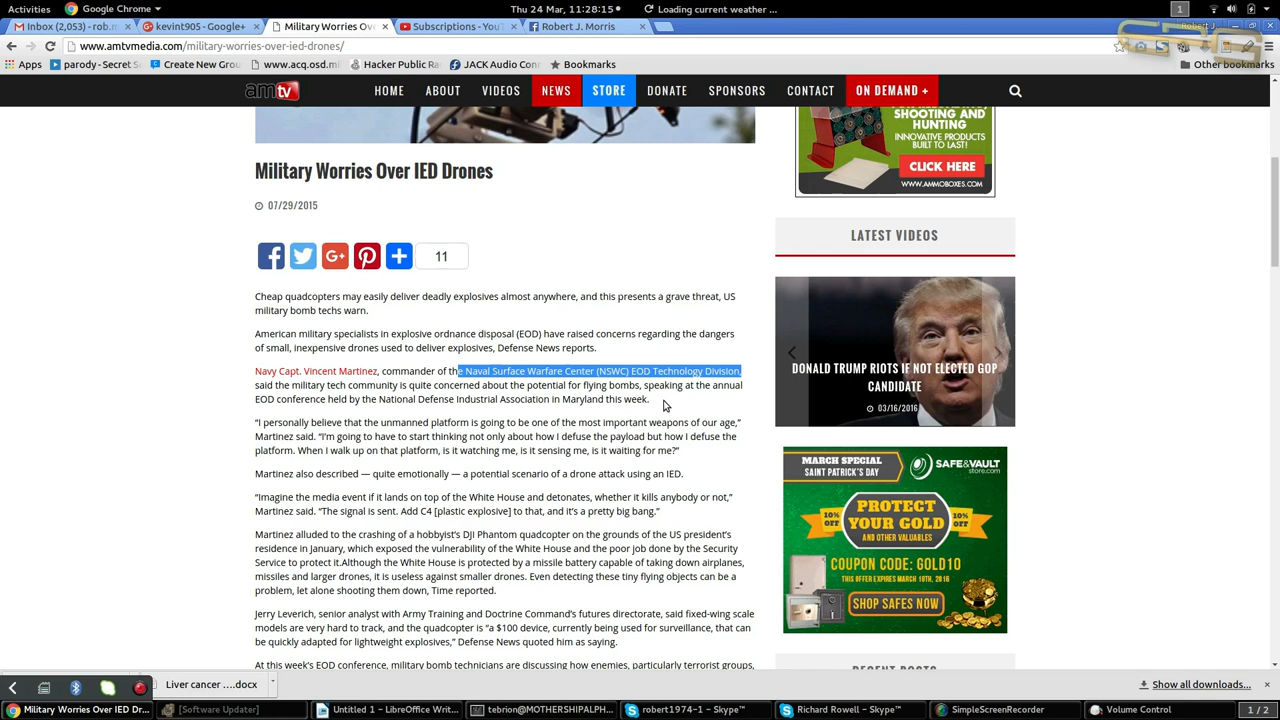 Activities Google Chrome Thu 24 Mar, 11:28:15 Loading current weather ... 1
Inbox (2,053) - rob.m kevint905 - Google+ Military Worries Ov Subscriptions - YouT Robert J. Morris Robert J
www.amtvmedia.com/military-worries-over-ied-drones/
Apps parody - Secret S Create New Grou www.acq.osd.mi Hacker Public Ra JACK Audio Conn Bookmarks Other bookmarks
amtv HOME ABOUT VIDEOS NEWS STORE DONATE SPONSORS CONTACT ON DEMAND +
SHOOTING AND
HUNTING
INNOVATIVE PRODUCTS
BUILT TO LAST!
CLICK HERE
WWW.AMMOBOXES.COM
Military Worries Over IED Drones
07/29/2015
11
Cheap quadcopters may easily deliver deadly explosives almost anywhere, and this presents a grave threat, US
military bomb techs warn.
American military specialists in explosive ordnance disposal (EOD) have raised concerns regarding the dangers
of small, inexpensive drones used to deliver explosives, Defense News reports.
Navy Capt. Vincent Martinez, commander of the Naval Surface Warfare Center (NSWC) EOD Technology Division,
said the military tech community is quite concerned about the potential for flying bombs, speaking at the annual
EOD conference held by the National Defense Industrial Association in Maryland this week.
“I personally believe that the unmanned platform is going to be one of the most important weapons of our age,”
Martinez said. “I’m going to have to start thinking not only about how I defuse the payload but how I defuse the
platform. When I walk up on that platform, is it watching me, is it sensing me, is it waiting for me?”
Martinez also described — quite emotionally — a potential scenario of a drone attack using an IED.
“Imagine the media event if it lands on top of the White House and detonates, whether it kills anybody or not,”
Martinez said. “The signal is sent. Add C4 [plastic explosive] to that, and it’s a pretty big bang.”
Martinez alluded to the crashing of a hobbyist’s DJI Phantom quadcopter on the grounds of the US president’s
residence in January, which exposed the vulnerability of the White House and the poor job done by the Security
Service to protect it.Although the White House is protected by a missile battery capable of taking down airplanes,
missiles and larger drones, it is useless against smaller drones. Even detecting these tiny flying objects can be a
problem, let alone shooting them down, Time reported.
Jerry Leverich, senior analyst with Army Training and Doctrine Command’s futures directorate, said fixed-wing scale
models are very hard to track, and the quadcopter is “a $100 device, currently being used for surveillance, that can
be quickly adapted for lightweight explosives,” Defense News quoted him as saying.
At this week’s EOD conference, military bomb technicians are discussing how enemies, particularly terrorist groups,
LATEST VIDEOS
DONALD TRUMP RIOTS IF NOT ELECTED GOP
CANDIDATE
03/16/2016
MARCH SPECIAL
SAINT PATRICK'S DAY
SAFE&VAULT
store.com
10%
OFF
PROTECT
YOUR GOLD
AND OTHER VALUABLES
10%
OFF
COUPON CODE: GOLD10
THIS OFFER EXPIRES MARCH 18TH, 2016
SHOP SAFES NOW
RECENT POSTS
Liver cancer ....docx Show all downloads...
Military Worries Over IED Dr... [Software Updater] Untitled 1 - LibreOffice Writ... tebrion@MOTHERSHIPALPH... robert1974-1 - Skype™ Richard Rowell - Skype™ SimpleScreenRecorder Volume Control 1 / 2